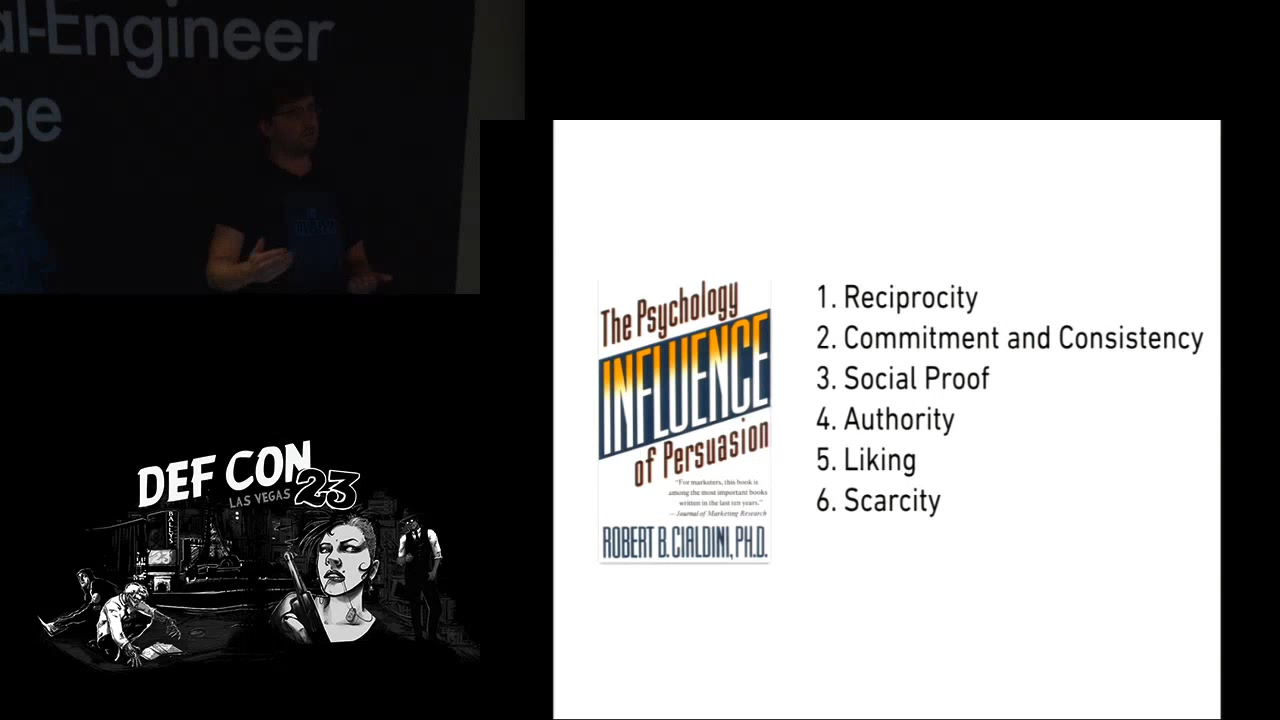 al-Engineer
ge
The Psychology
INFLUENCE
of Persuasion
"For marketers, this book is
among the most important books
written in the last ten years."
— Journal of Marketing Research
ROBERT B. CIALDINI, PH.D.
1. Reciprocity
2. Commitment and Consistency
3. Social Proof
4. Authority
5. Liking
6. Scarcity
DEF CON
LAS VEGAS 23
BALLY'S